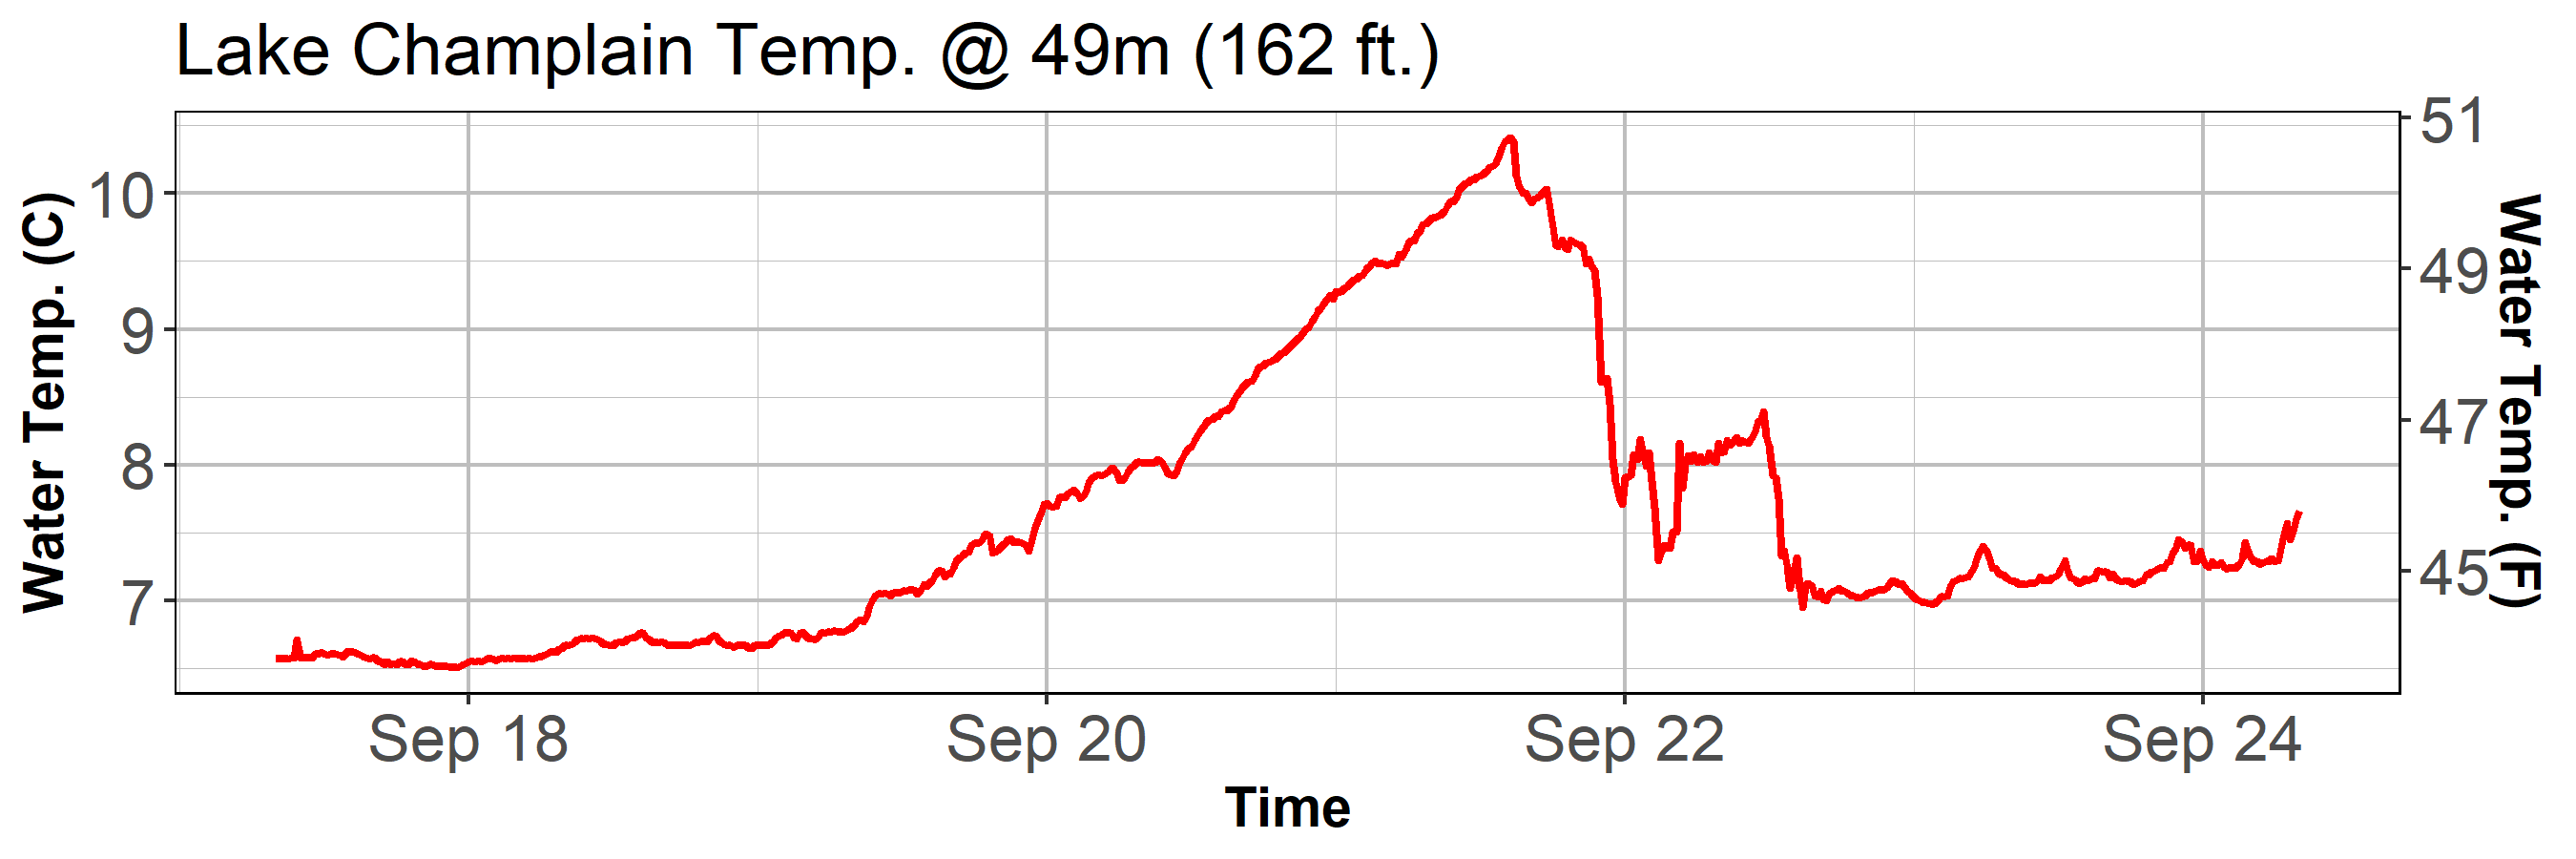 Lake Champlain Temp. @ 49m (162 ft.)
Water Temp. (C)
10
9
8
7
51
49
47
45
Water Temp. (F)
Sep 18
Sep 20
Sep 22
Sep 24
Time